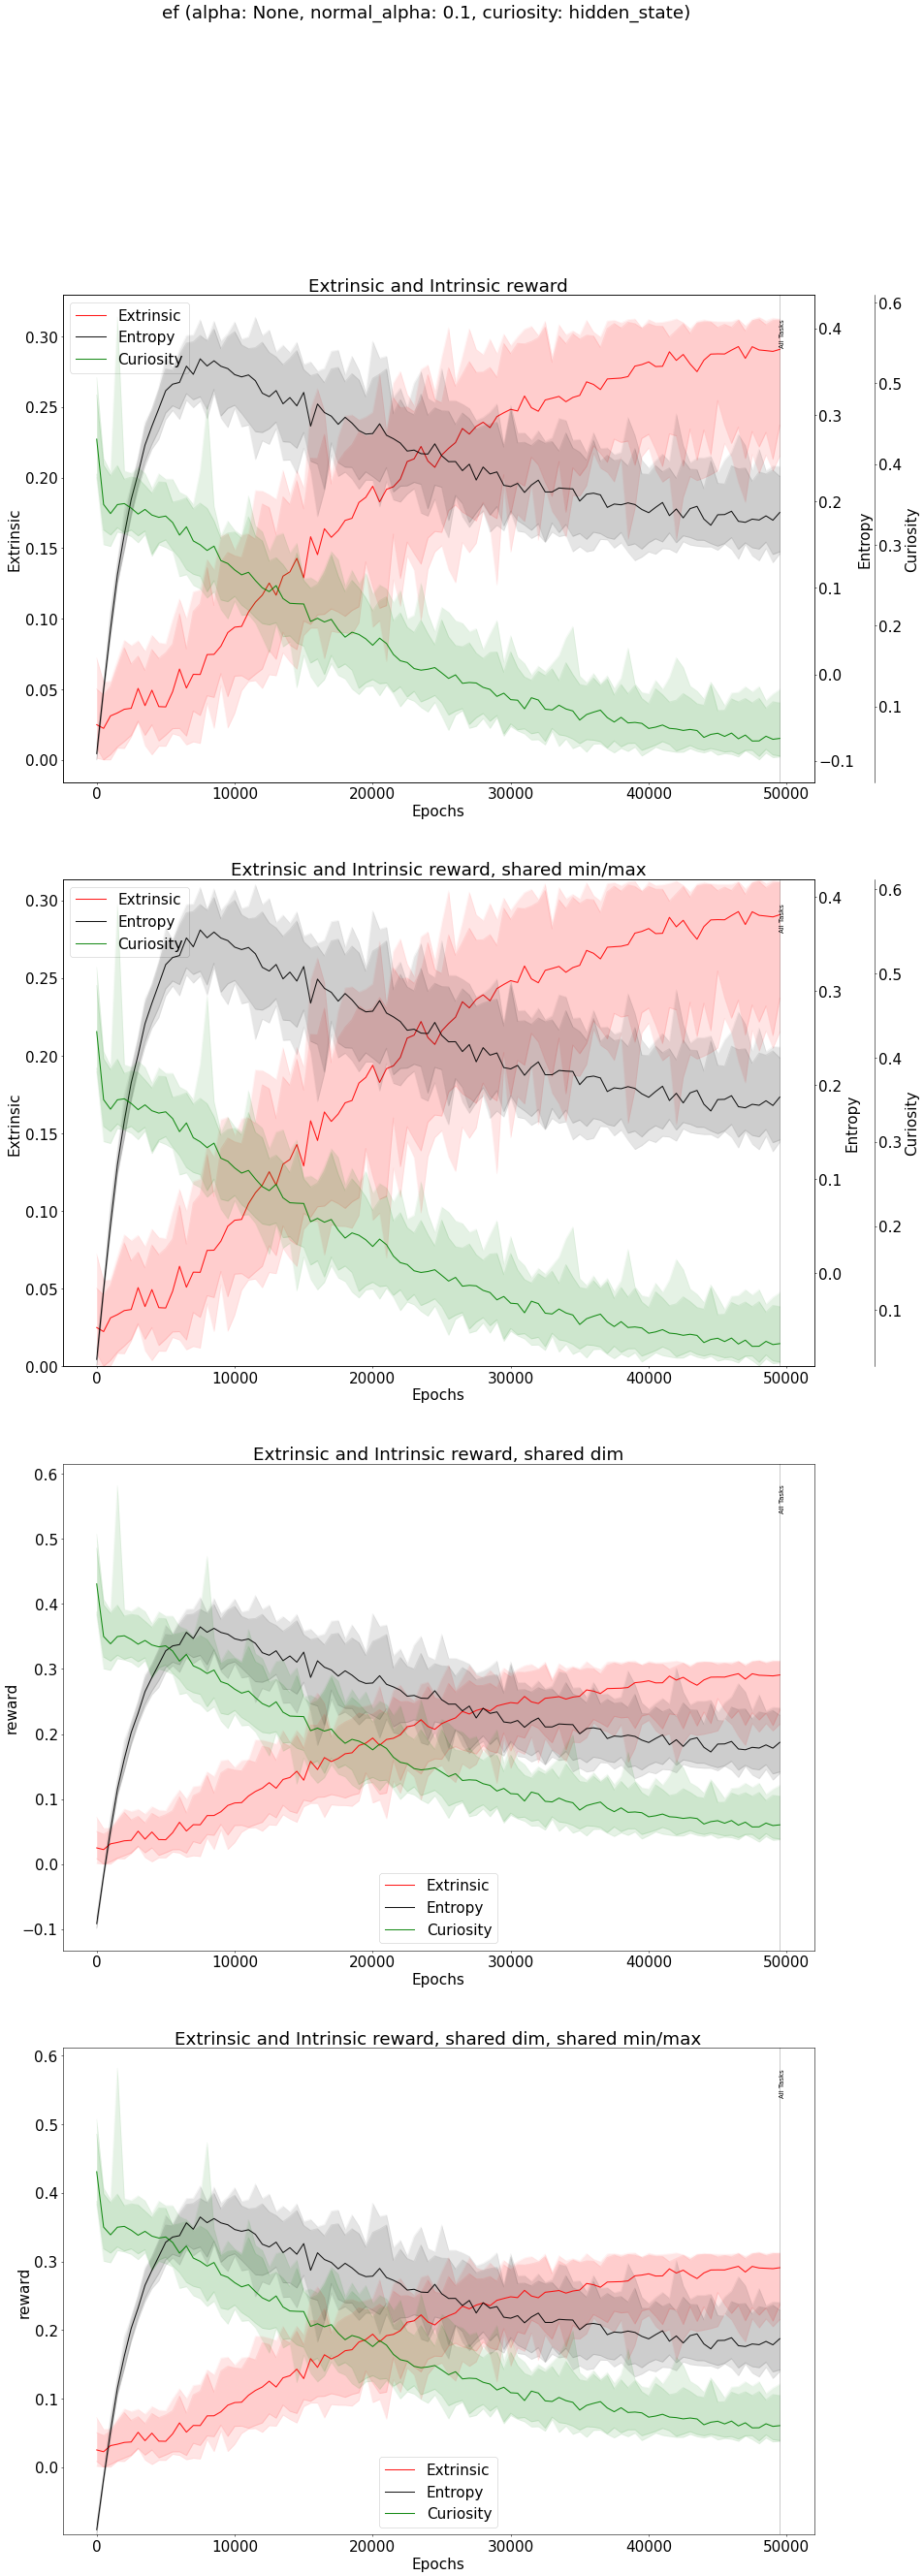 ef (alpha: None, normal_alpha: 0.1, curiosity: hidden_state)
Extrinsic and Intrinsic reward
Extrinsic
Entropy
Curiosity
All Tasks
0.30
0.25
0.20
0.15
0.10
0.05
0.00
Extrinsic
0.4
0.3
0.2
0.1
0.0
−0.1
Entropy
0.6
0.5
0.4
0.3
0.2
0.1
Curiosity
0 10000 20000 30000 40000 50000
Epochs
Extrinsic and Intrinsic reward, shared min/max
Extrinsic
Entropy
Curiosity
All Tasks
0.30
0.25
0.20
0.15
0.10
0.05
0.00
Extrinsic
0.4
0.3
0.2
0.1
0.0
Entropy
0.6
0.5
0.4
0.3
0.2
0.1
Curiosity
0 10000 20000 30000 40000 50000
Epochs
Extrinsic and Intrinsic reward, shared dim
All Tasks
0.6
0.5
0.4
0.3
0.2
0.1
0.0
−0.1
reward
Extrinsic
Entropy
Curiosity
0 10000 20000 30000 40000 50000
Epochs
Extrinsic and Intrinsic reward, shared dim, shared min/max
All Tasks
0.6
0.5
0.4
0.3
0.2
0.1
0.0
reward
Extrinsic
Entropy
Curiosity
0 10000 20000 30000 40000 50000
Epochs